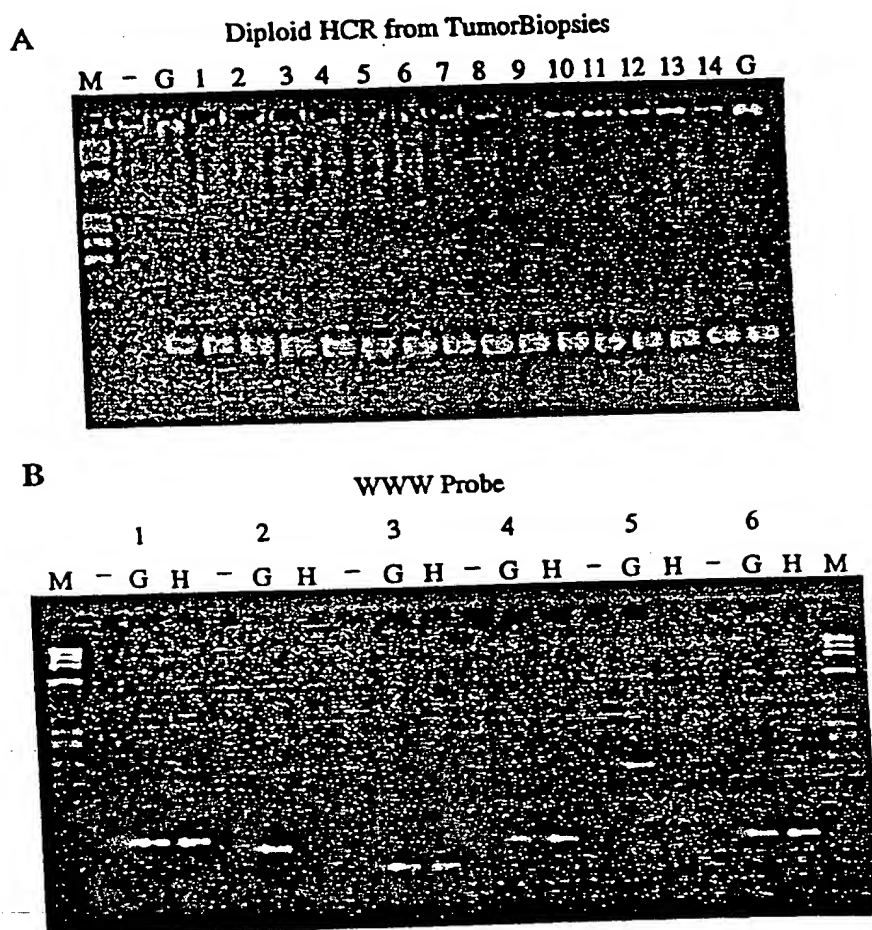 A
Diploid HCR from TumorBiopsies
M – G 1 2 3 4 5 6 7 8 9 10 11 12 13 14 G
B
WWW Probe
1 2 3 4 5 6
M – G H – G H – G H – G H – G H – G H M